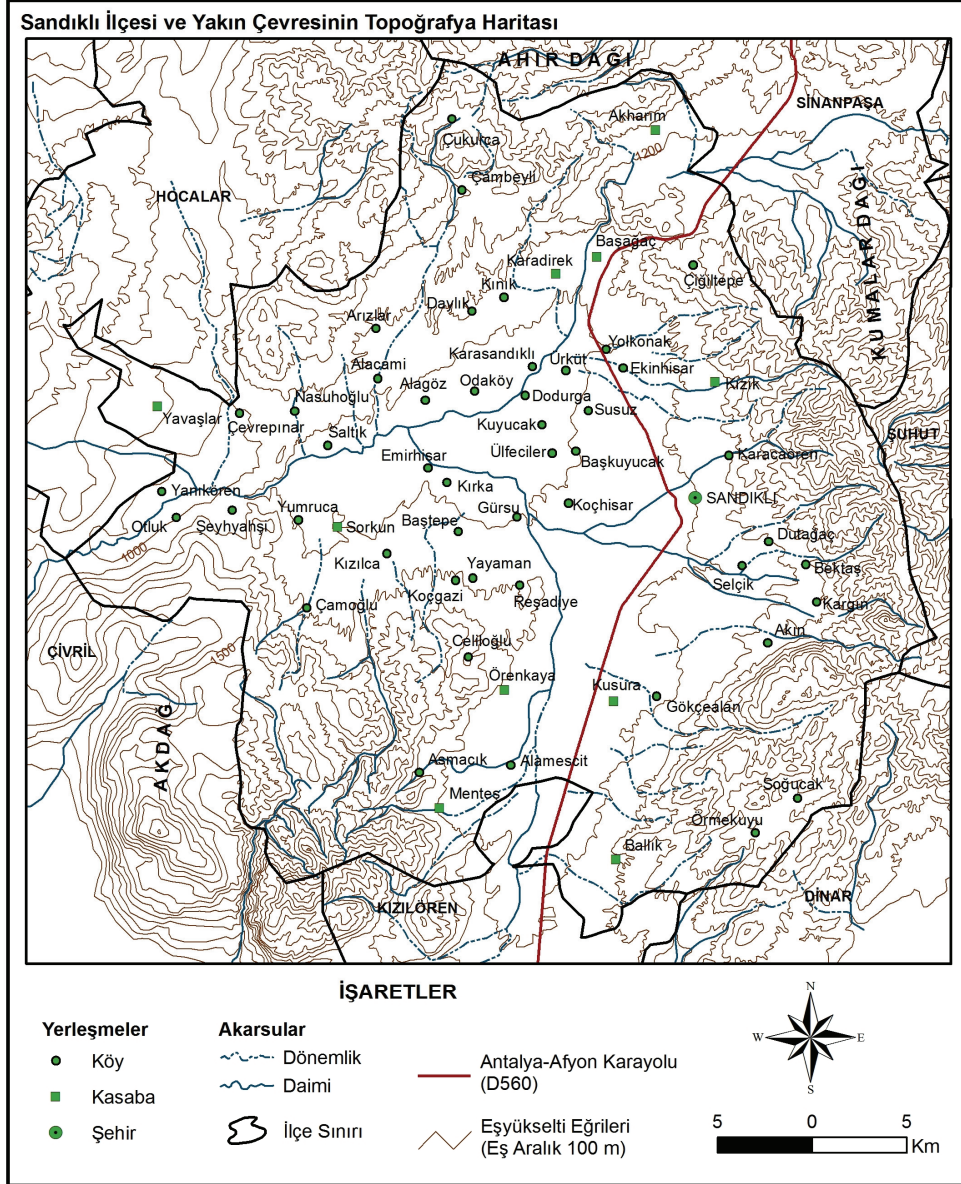 Sandıklı İlçesi ve Yakın Çevresinin Topoğrafya Haritası
AHIR DAĞI
SİNANPAŞA
Akharım
Çukurca
1200
Çambeyli
HOCALAR
KUMALAR DAĞI
Başağaç
Karadirek
Çiğiltepe
Kınık
Daylık
Arızlar
Yolkonak
Karasandıklı
Ürküt
Ekinhisar
Alacami
Kızık
Alagöz
Odaköy
Nasuhoğlu
Dodurga
Yavaşlar
Çevrepınar
Susuz
Kuyucak
ŞUHUT
Saltık
Emirhisar
Ülfeciler
Başkuyucak
Karacaören
Yanıkören
Kırka
SANDIKLI
Otluk
Şeyhyahşi
Yumruca
Sorkun
Baştepe
Gürsu
Koçhisar
Dutağaç
1000
Kızılca
Yayaman
Selçik
Bektaş
Koçgazi
Reşadiye
Çamoğlu
Kargın
Akın
ÇİVRİL
1500
Celiloğlu
Örenkaya
Kusura
Gökçealan
AKDAĞ
Asmacık
Alamescit
Soğucak
Menteş
Örmekuyu
Ballık
DİNAR
KIZILÖREN
İŞARETLER
Yerleşmeler
Köy
Kasaba
Şehir
Akarsular
Dönemlik
Daimi
İlçe Sınırı
Antalya-Afyon Karayolu
(D560)
Eşyükselti Eğrileri
(Eş Aralık 100 m)
N
W
E
S
5 0 5
Km